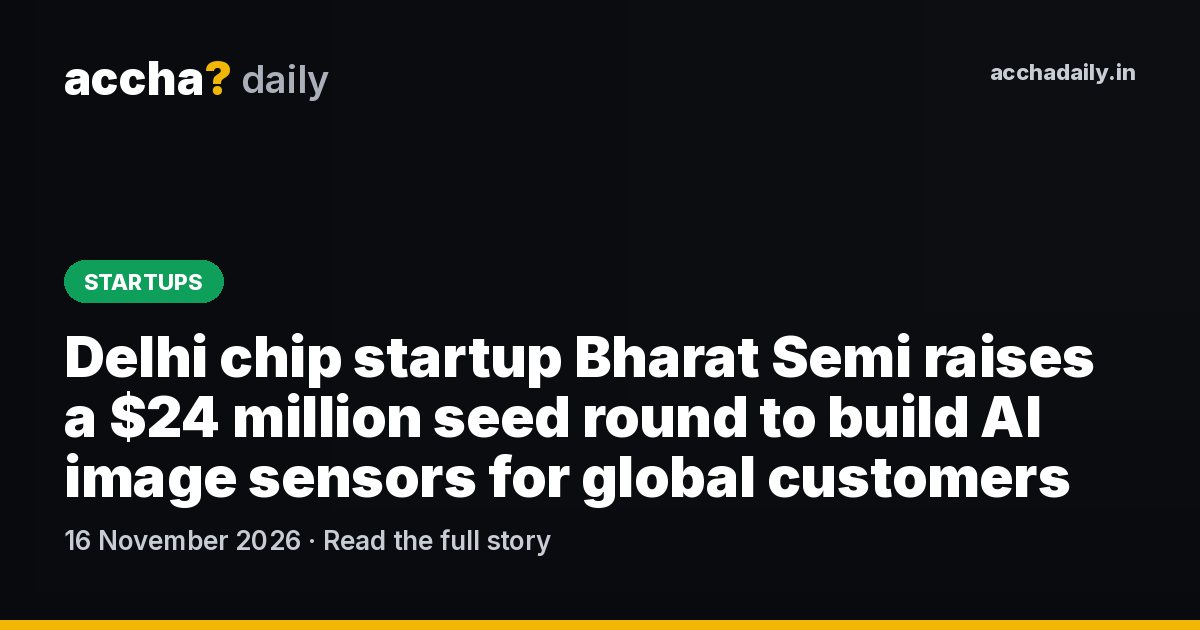 accha? daily
acchadaily.in
STARTUPS
Delhi chip startup Bharat Semi raises
a $24 million seed round to build AI
image sensors for global customers
16 November 2026 · Read the full story